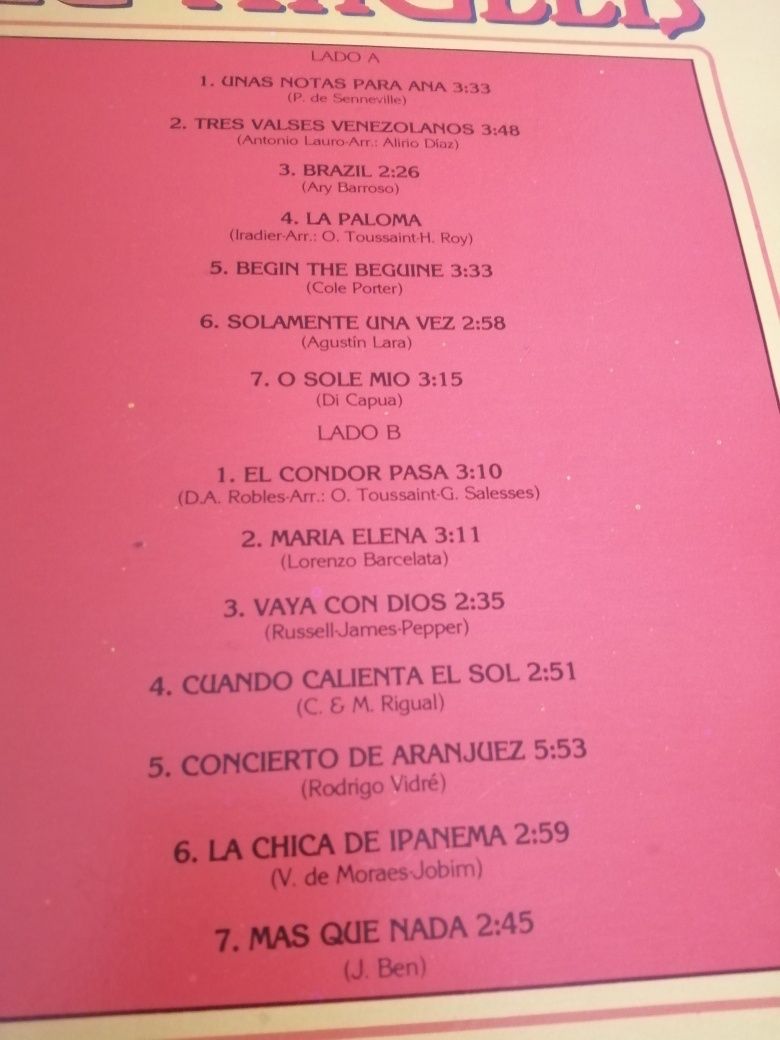 LADO A
1. UNAS NOTAS PARA ANA 3:33
(P. de Senneville)
2. TRES VALSES VENEZOLANOS 3:48
(Antonio Lauro-Arr.: Alirio Díaz)
3. BRAZIL 2:26
(Ary Barroso)
4. LA PALOMA
(Iradier-Arr.: O. Toussaint-H. Roy)
5. BEGIN THE BEGUINE 3:33
(Cole Porter)
6. SOLAMENTE UNA VEZ 2:58
(Agustín Lara)
7. O SOLE MIO 3:15
(Di Capua)
LADO B
1. EL CONDOR PASA 3:10
(D.A. Robles-Arr.: O. Toussaint-G. Salesses)
2. MARIA ELENA 3:11
(Lorenzo Barcelata)
3. VAYA CON DIOS 2:35
(Russell-James-Pepper)
4. CUANDO CALIENTA EL SOL 2:51
(C. & M. Rigual)
5. CONCIERTO DE ARANJUEZ 5:53
(Rodrigo Vidré)
6. LA CHICA DE IPANEMA 2:59
(V. de Moraes-Jobim)
7. MAS QUE NADA 2:45
(J. Ben)